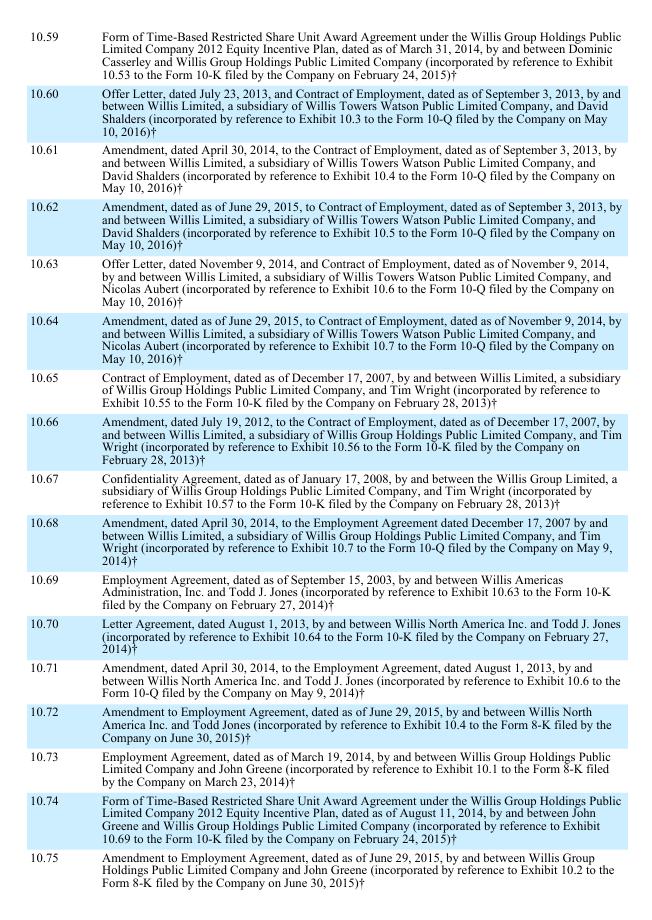 10.59 Form of Time-Based Restricted Share Unit Award Agreement under the Willis Group Holdings Public
Limited Company 2012 Equity Incentive Plan, dated as of March 31, 2014, by and between Dominic
Casserley and Willis Group Holdings Public Limited Company (incorporated by reference to Exhibit
10.53 to the Form 10-K filed by the Company on February 24, 2015)†
10.60 Offer Letter, dated July 23, 2013, and Contract of Employment, dated as of September 3, 2013, by and
between Willis Limited, a subsidiary of Willis Towers Watson Public Limited Company, and David
Shalders (incorporated by reference to Exhibit 10.3 to the Form 10-Q filed by the Company on May
10, 2016)†
10.61 Amendment, dated April 30, 2014, to the Contract of Employment, dated as of September 3, 2013, by
and between Willis Limited, a subsidiary of Willis Towers Watson Public Limited Company, and
David Shalders (incorporated by reference to Exhibit 10.4 to the Form 10-Q filed by the Company on
May 10, 2016)†
10.62 Amendment, dated as of June 29, 2015, to Contract of Employment, dated as of September 3, 2013, by
and between Willis Limited, a subsidiary of Willis Towers Watson Public Limited Company, and
David Shalders (incorporated by reference to Exhibit 10.5 to the Form 10-Q filed by the Company on
May 10, 2016)†
10.63 Offer Letter, dated November 9, 2014, and Contract of Employment, dated as of November 9, 2014,
by and between Willis Limited, a subsidiary of Willis Towers Watson Public Limited Company, and
Nicolas Aubert (incorporated by reference to Exhibit 10.6 to the Form 10-Q filed by the Company on
May 10, 2016)†
10.64 Amendment, dated as of June 29, 2015, to Contract of Employment, dated as of November 9, 2014, by
and between Willis Limited, a subsidiary of Willis Towers Watson Public Limited Company, and
Nicolas Aubert (incorporated by reference to Exhibit 10.7 to the Form 10-Q filed by the Company on
May 10, 2016)†
10.65 Contract of Employment, dated as of December 17, 2007, by and between Willis Limited, a subsidiary
of Willis Group Holdings Public Limited Company, and Tim Wright (incorporated by reference to
Exhibit 10.55 to the Form 10-K filed by the Company on February 28, 2013)†
10.66 Amendment, dated July 19, 2012, to the Contract of Employment, dated as of December 17, 2007, by
and between Willis Limited, a subsidiary of Willis Group Holdings Public Limited Company, and Tim
Wright (incorporated by reference to Exhibit 10.56 to the Form 10-K filed by the Company on
February 28, 2013)†
10.67 Confidentiality Agreement, dated as of January 17, 2008, by and between the Willis Group Limited, a
subsidiary of Willis Group Holdings Public Limited Company, and Tim Wright (incorporated by
reference to Exhibit 10.57 to the Form 10-K filed by the Company on February 28, 2013)†
10.68 Amendment, dated April 30, 2014, to the Employment Agreement dated December 17, 2007 by and
between Willis Limited, a subsidiary of Willis Group Holdings Public Limited Company, and Tim
Wright (incorporated by reference to Exhibit 10.7 to the Form 10-Q filed by the Company on May 9,
2014)†
10.69 Employment Agreement, dated as of September 15, 2003, by and between Willis Americas
Administration, Inc. and Todd J. Jones (incorporated by reference to Exhibit 10.63 to the Form 10-K
filed by the Company on February 27, 2014)†
10.70 Letter Agreement, dated August 1, 2013, by and between Willis North America Inc. and Todd J. Jones
(incorporated by reference to Exhibit 10.64 to the Form 10-K filed by the Company on February 27,
2014)†
10.71 Amendment, dated April 30, 2014, to the Employment Agreement, dated August 1, 2013, by and
between Willis North America Inc. and Todd J. Jones (incorporated by reference to Exhibit 10.6 to the
Form 10-Q filed by the Company on May 9, 2014)†
10.72 Amendment to Employment Agreement, dated as of June 29, 2015, by and between Willis North
America Inc. and Todd Jones (incorporated by reference to Exhibit 10.4 to the Form 8-K filed by the
Company on June 30, 2015)†
10.73 Employment Agreement, dated as of March 19, 2014, by and between Willis Group Holdings Public
Limited Company and John Greene (incorporated by reference to Exhibit 10.1 to the Form 8-K filed
by the Company on March 23, 2014)†
10.74 Form of Time-Based Restricted Share Unit Award Agreement under the Willis Group Holdings Public
Limited Company 2012 Equity Incentive Plan, dated as of August 11, 2014, by and between John
Greene and Willis Group Holdings Public Limited Company (incorporated by reference to Exhibit
10.69 to the Form 10-K filed by the Company on February 24, 2015)†
10.75 Amendment to Employment Agreement, dated as of June 29, 2015, by and between Willis Group
Holdings Public Limited Company and John Greene (incorporated by reference to Exhibit 10.2 to the
Form 8-K filed by the Company on June 30, 2015)†